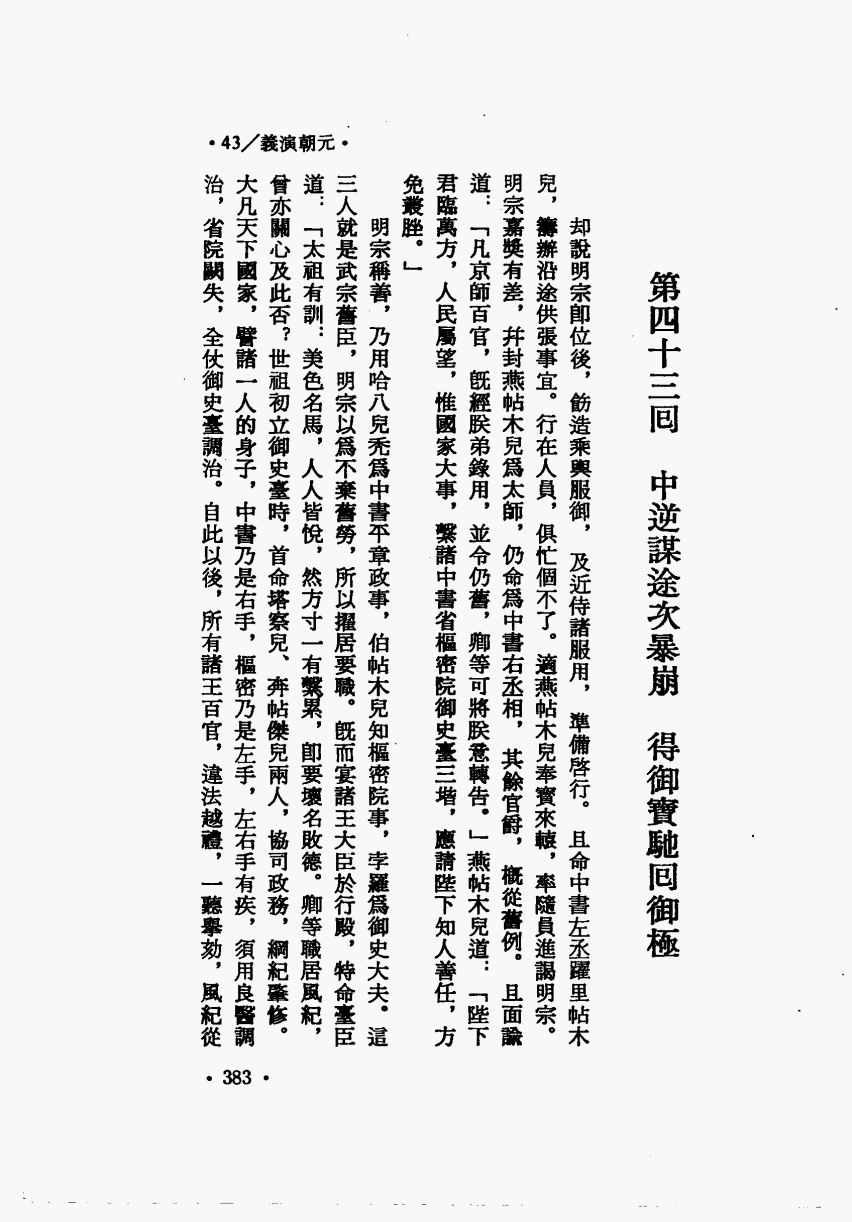 •43／義演朝元•
第四十三回　中逆謀途次暴崩　得御寶馳回御極
却說明宗卽位後，飭造乘輿服御，及近侍諸服用，準備啓行。且命中書左丞躍里帖木
兒，籌辦沿途供張事宜。行在人員，俱忙個不了。適燕帖木兒奉寶來轅，率隨員進謁明宗。
明宗嘉獎有差，幷封燕帖木兒爲太師，仍命爲中書右丞相，其餘官爵，概從舊例。且面諭
道：「凡京師百官，旣經朕弟錄用，並令仍舊，卿等可將朕意轉告。」燕帖木兒道：「陛下
君臨萬方，人民屬望，惟國家大事，繫諸中書省樞密院御史臺三堦，應請陛下知人善任，方
免叢脞。」
明宗稱善，乃用哈八兒禿爲中書平章政事，伯帖木兒知樞密院事，孛羅爲御史大夫。這
三人就是武宗舊臣，明宗以爲不棄舊勞，所以擢居要職。旣而宴諸王大臣於行殿，特命臺臣
道：「太祖有訓：美色名馬，人人皆悅，然方寸一有繫累，卽要壞名敗德。卿等職居風紀，
曾亦關心及此否？世祖初立御史臺時，首命塔察兒、奔帖傑兒兩人，協司政務，綱紀肇修。
大凡天下國家，譬諸一人的身子，中書乃是右手，樞密乃是左手，左右手有疾，須用良醫調
治，省院闕失，全仗御史臺調治。自此以後，所有諸王百官，違法越禮，一聽擧劾，風紀從
•383•